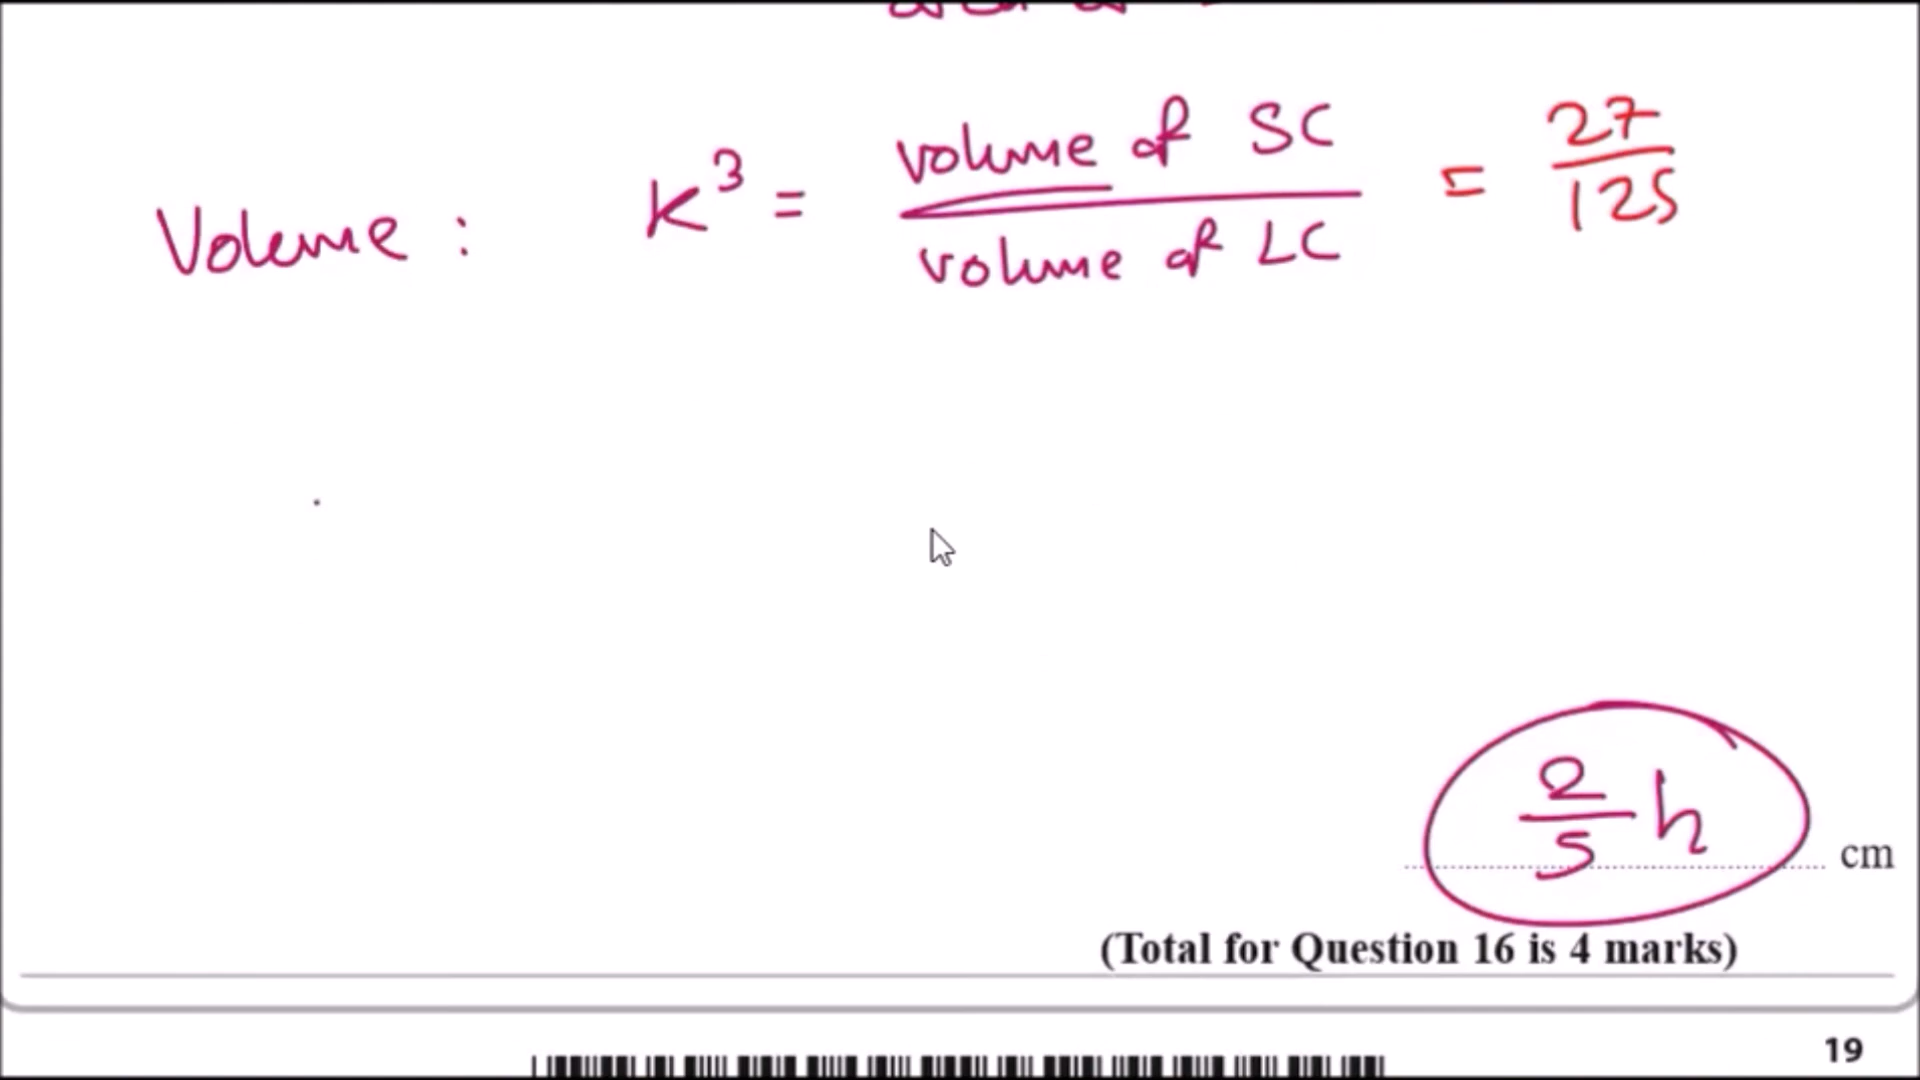 Volume : K³ = volume of SC / volume of LC = 27/125
2/5 h cm
(Total for Question 16 is 4 marks)
19